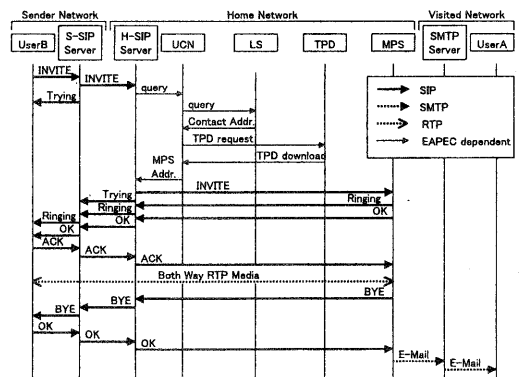 Sender Network
Home Network
Visited Network
UserB
S-SIP Server
H-SIP Server
UCN
LS
TPD
MPS
SMTP Server
UserA
INVITE
INVITE
Trying
query
query
Contact Addr.
TPD request
TPD download
MPS Addr.
SIP
SMTP
RTP
EAPEC dependent
INVITE
Trying
Ringing
Ringing
OK
Ringing
OK
OK
ACK
ACK
ACK
Both Way RTP Media
BYE
BYE
BYE
OK
OK
OK
E-Mail
E-Mail